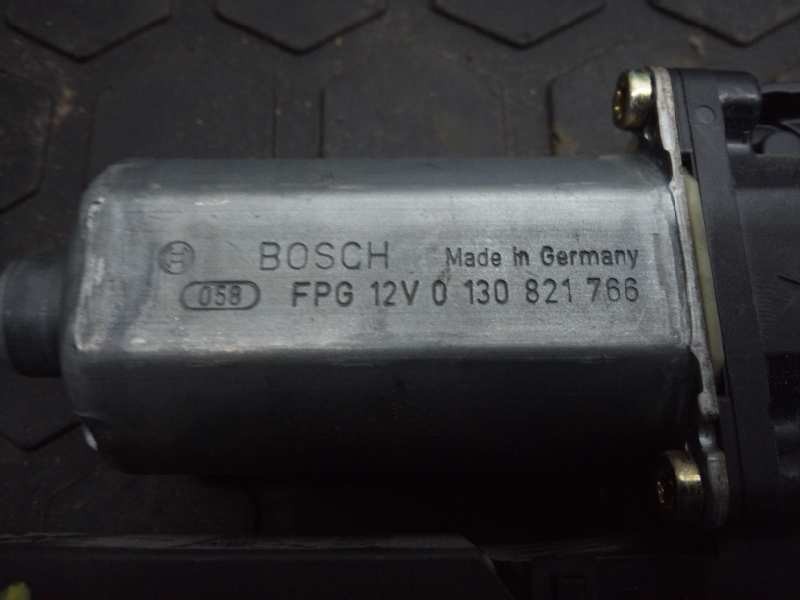 BOSCH Made in Germany
058 FPG 12V 0 130 821 766